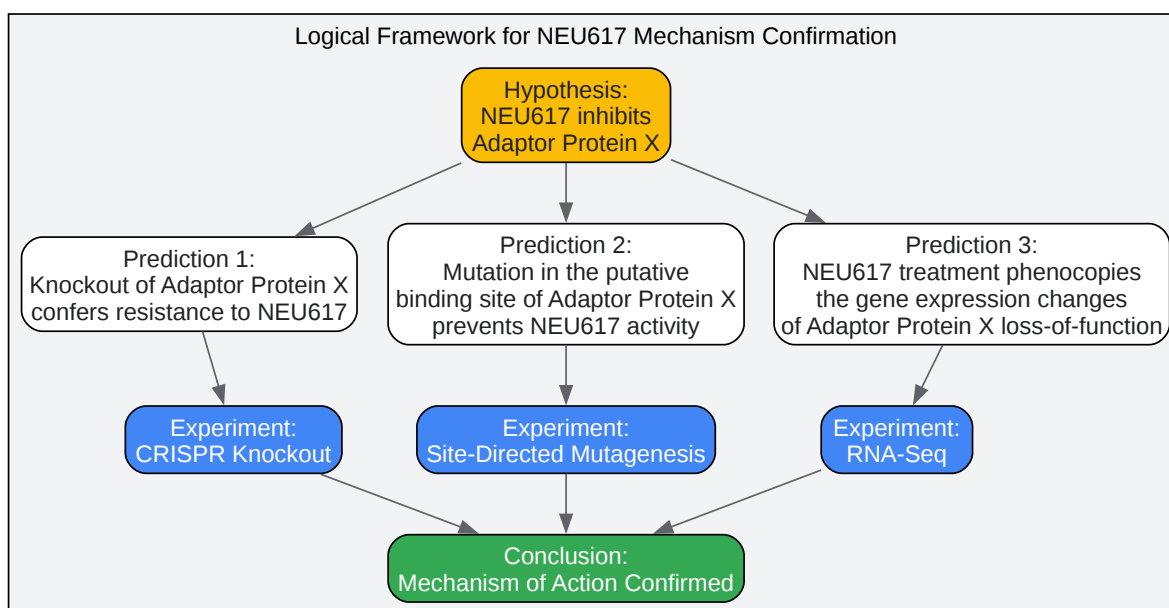 Logical Framework for NEU617 Mechanism Confirmation
Hypothesis:
NEU617 inhibits
Adaptor Protein X
Prediction 1:
Knockout of Adaptor Protein X
confers resistance to NEU617
Prediction 2:
Mutation in the putative
binding site of Adaptor Protein X
prevents NEU617 activity
Prediction 3:
NEU617 treatment phenocopies
the gene expression changes
of Adaptor Protein X loss-of-function
Experiment:
CRISPR Knockout
Experiment:
Site-Directed Mutagenesis
Experiment:
RNA-Seq
Conclusion:
Mechanism of Action Confirmed